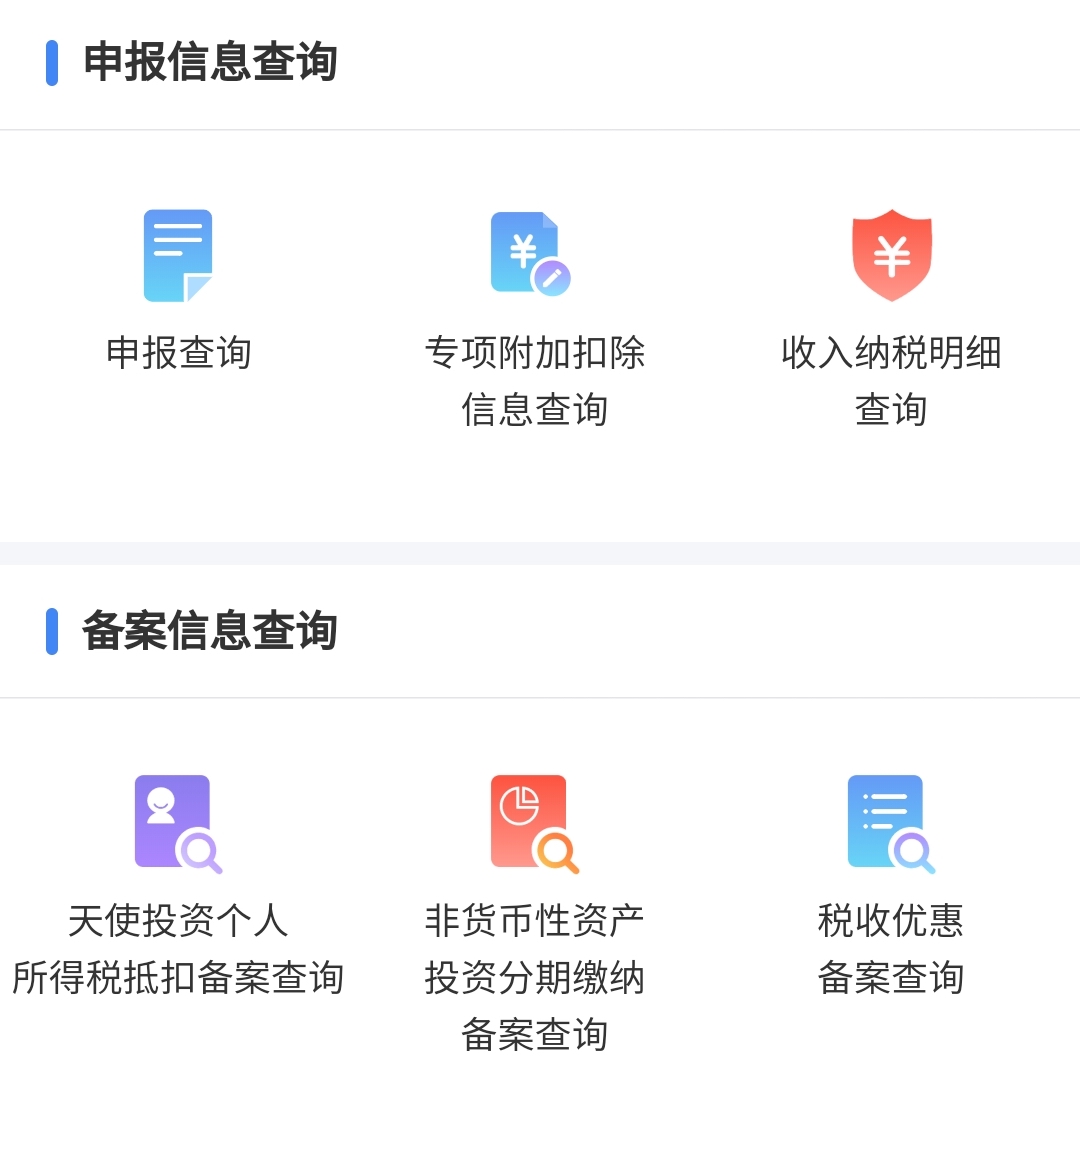 申报信息查询
申报查询
专项附加扣除
信息查询
收入纳税明细
查询
备案信息查询
天使投资个人
所得税抵扣备案查询
非货币性资产
投资分期缴纳
备案查询
税收优惠
备案查询